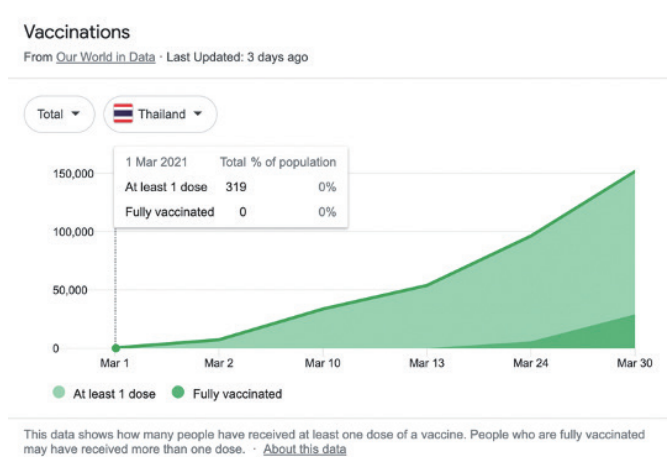 Vaccinations
From Our World in Data · Last Updated: 3 days ago
Total
Thailand
1 Mar 2021 Total % of population
At least 1 dose 319 0%
Fully vaccinated 0 0%
150,000
100,000
50,000
0
Mar 1 Mar 2 Mar 10 Mar 13 Mar 24 Mar 30
At least 1 dose Fully vaccinated
This data shows how many people have received at least one dose of a vaccine. People who are fully vaccinated
may have received more than one dose. · About this data